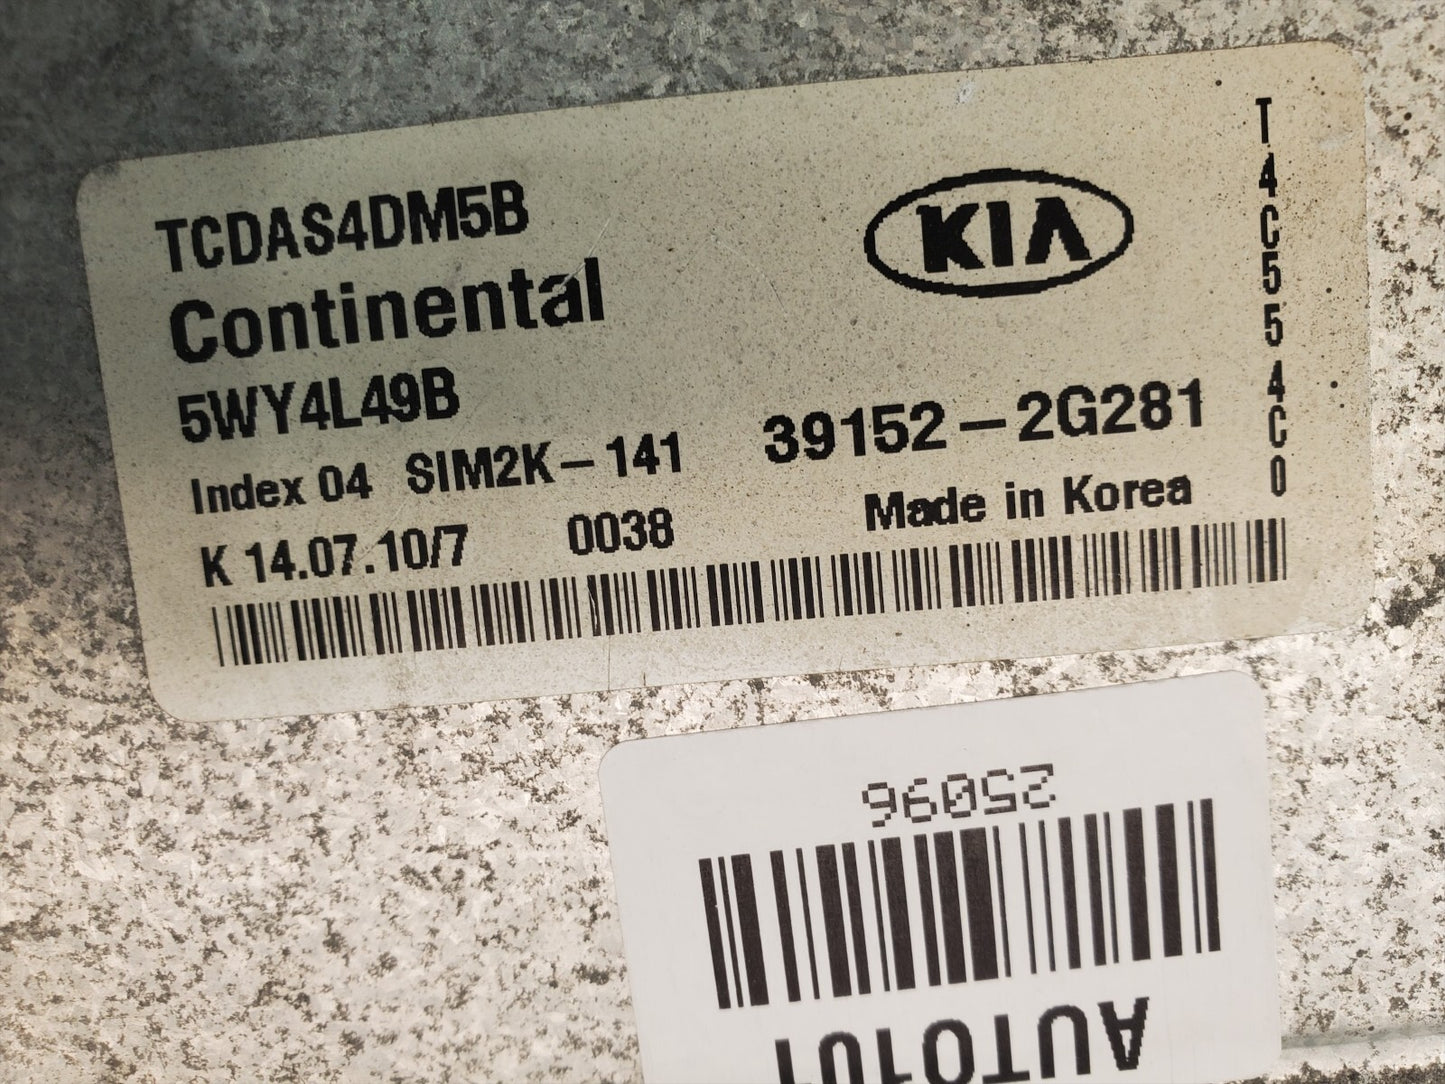 TCDAS4DM5B
Continental
5WY4L49B
Index 04 SIM2K-141
K 14.07.10/7 0038
KIA
39152-2G281
Made in Korea
T4C554C0
25096
AUTO101